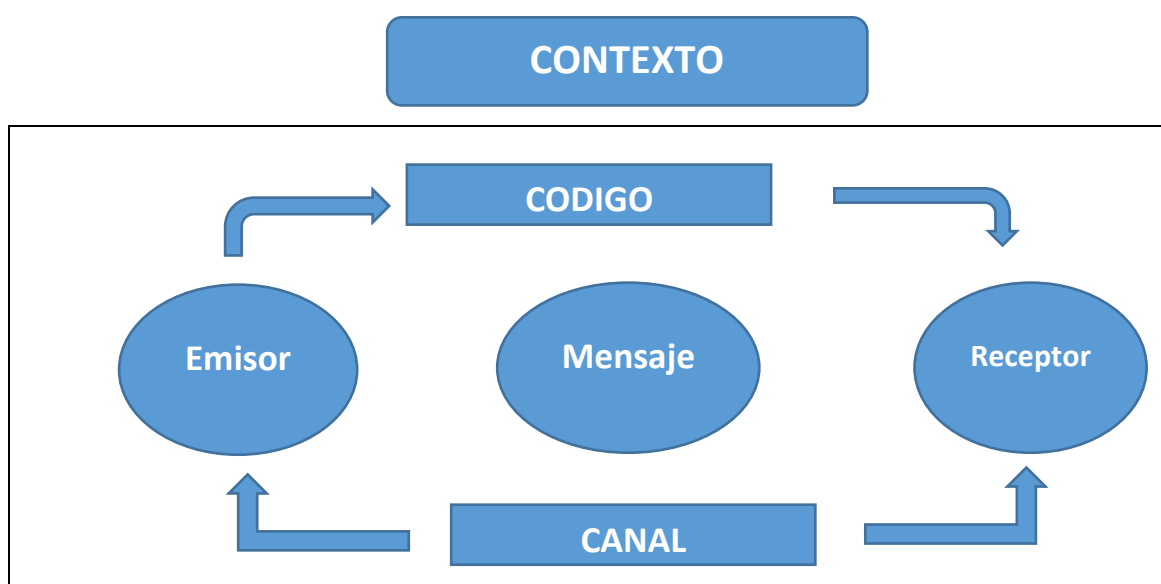 CONTEXTO
CODIGO
Emisor
Mensaje
Receptor
CANAL